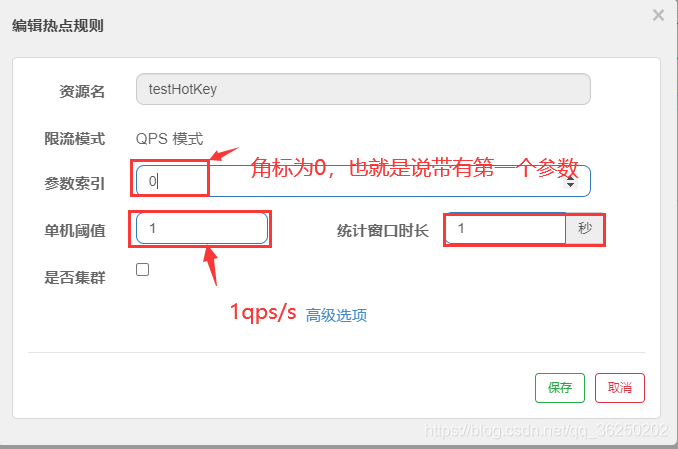 编辑热点规则 ×
资源名 testHotKey
限流模式 QPS 模式
角标为0，也就是说带有第一个参数
参数索引 0
单机阈值 1 统计窗口时长 1 秒
是否集群
1qps/s 高级选项
保存 取消
https://blog.csdn.net/qq_36250202